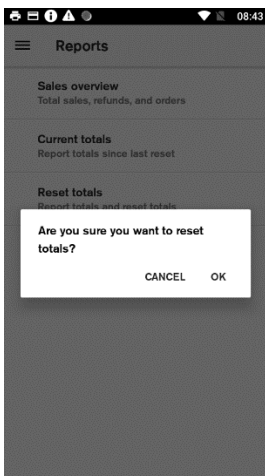 08:43
Reports
Sales overview
Total sales, refunds, and orders
Current totals
Report totals since last reset
Reset totals
Report totals and reset totals
Are you sure you want to reset
totals?
CANCEL OK